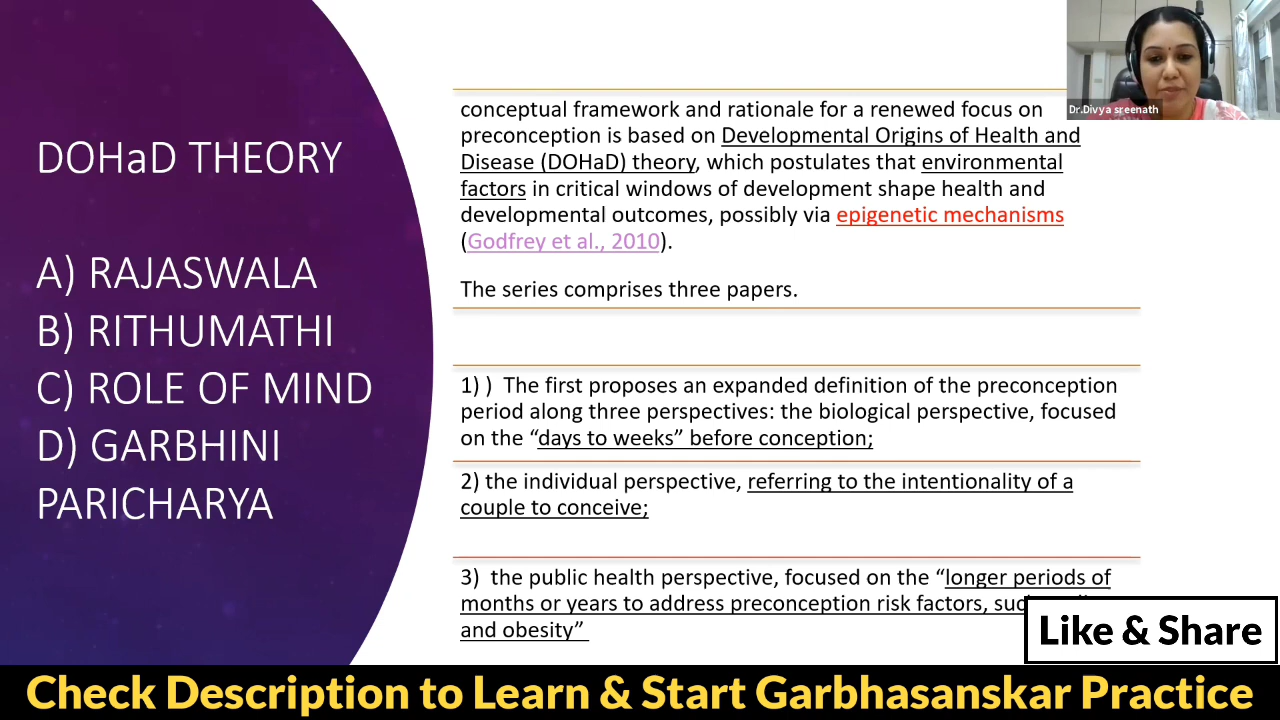 DOHaD THEORY
A) RAJASWALA
B) RITHUMATHI
C) ROLE OF MIND
D) GARBHINI
PARICHARYA
conceptual framework and rationale for a renewed focus on
preconception is based on Developmental Origins of Health and
Disease (DOHaD) theory, which postulates that environmental
factors in critical windows of development shape health and
developmental outcomes, possibly via epigenetic mechanisms
(Godfrey et al., 2010).
The series comprises three papers.
1) ) The first proposes an expanded definition of the preconception
period along three perspectives: the biological perspective, focused
on the “days to weeks” before conception;
2) the individual perspective, referring to the intentionality of a
couple to conceive;
3) the public health perspective, focused on the “longer periods of
months or years to address preconception risk factors,
and obesity”
Dr.Divya sreenath
Like & Share
Check Description to Learn & Start Garbhasanskar Practice